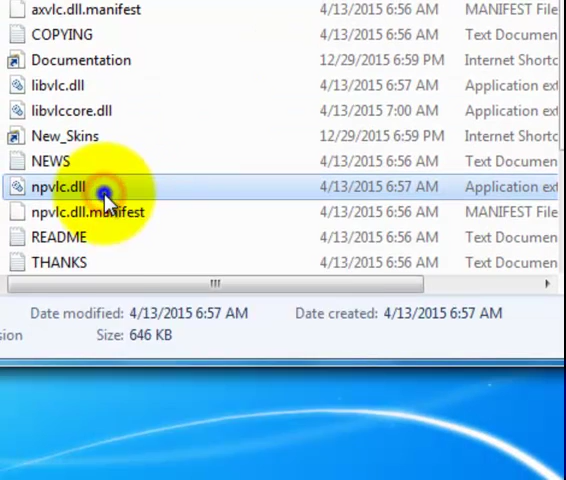 axvlc.dll.manifest 4/13/2015 6:56 AM MANIFEST File
COPYING 4/13/2015 6:56 AM Text Documen
Documentation 12/29/2015 6:59 PM Internet Shortc
libvlc.dll 4/13/2015 6:57 AM Application ext
libvlccore.dll 4/13/2015 7:00 AM Application ext
New_Skins 12/29/2015 6:59 PM Internet Shortc
NEWS 4/13/2015 6:56 AM Text Documen
npvlc.dll 4/13/2015 6:57 AM Application ext
npvlc.dll.manifest 4/13/2015 6:56 AM MANIFEST File
README 4/13/2015 6:56 AM Text Documen
THANKS 4/13/2015 6:56 AM Text Documen
Date modified: 4/13/2015 6:57 AM Date created: 4/13/2015 6:57 AM
sion Size: 646 KB